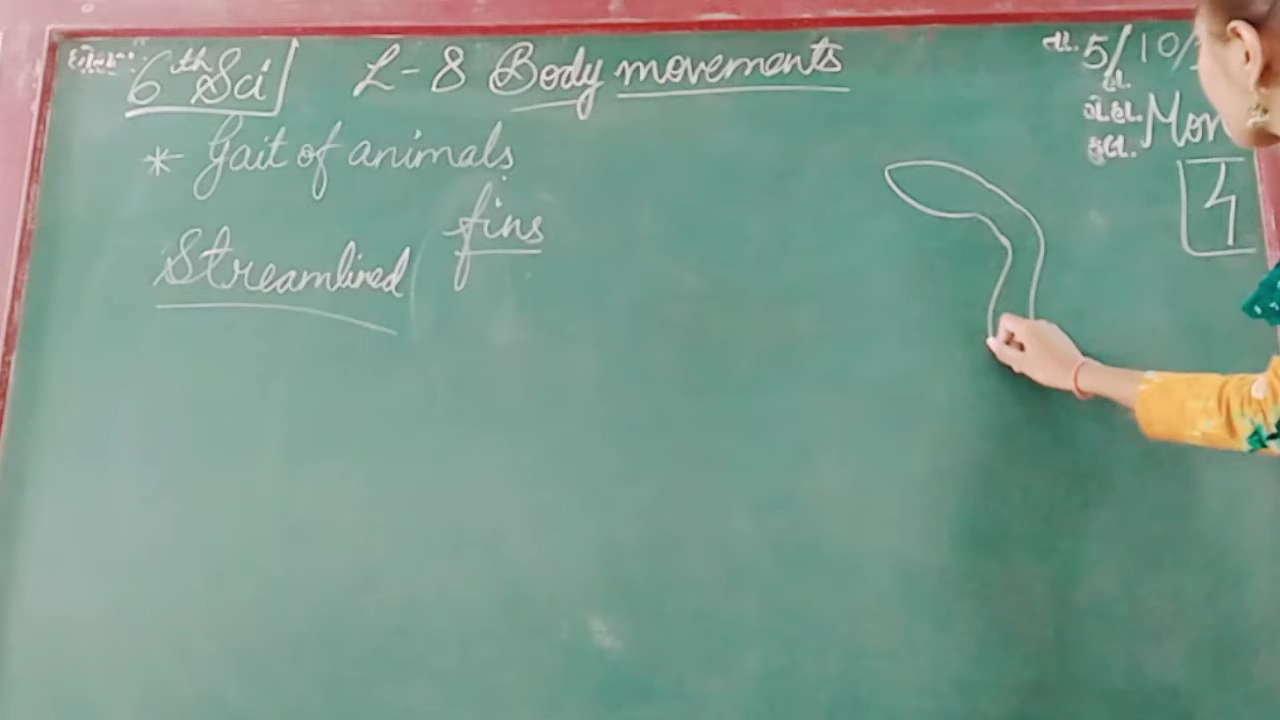 6th Sci L-8 Body movements તા. 5/10/
* Gait of animals Mon
fins
Streamlined
4